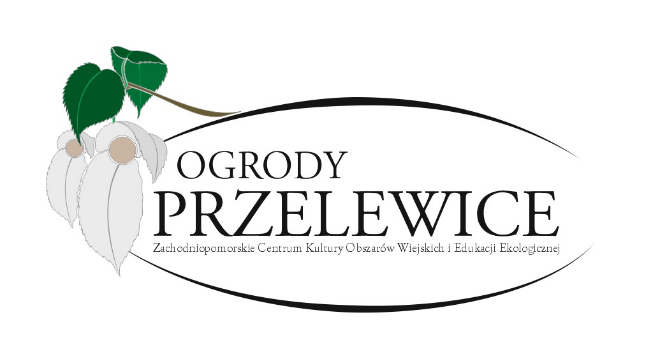 OGRODY
PRZELEWICE
Zachodniopomorskie Centrum Kultury Obszarów Wiejskich i Edukacji Ekologicznej